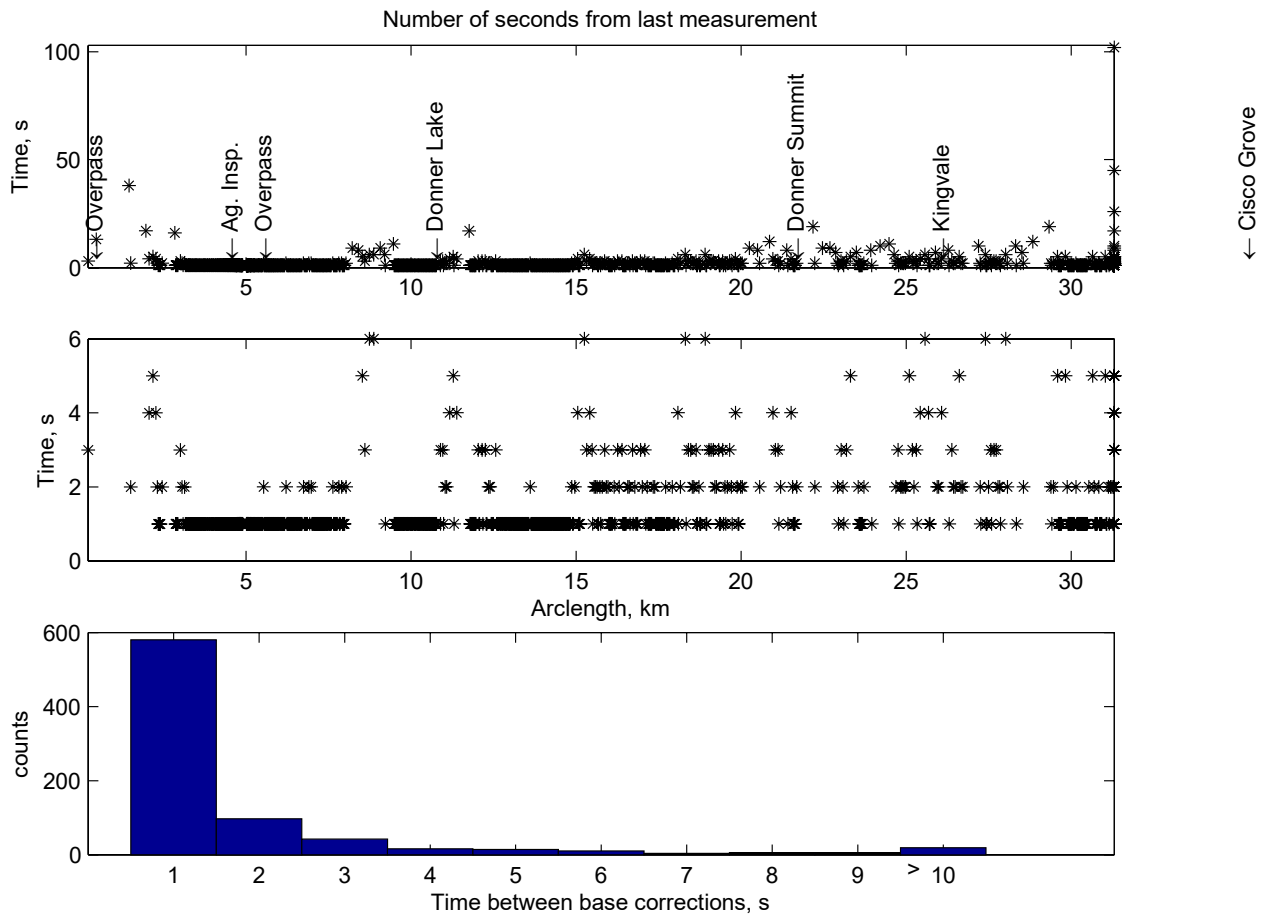 Number of seconds from last measurement
Time, s
100
50
0
Overpass
Ag. Insp.
Overpass
Donner Lake
Donner Summit
Kingvale
← Cisco Grove
5 10 15 20 25 30
Time, s
6
4
2
0
5 10 15 20 25 30
Arclength, km
counts
600
400
200
0
1 2 3 4 5 6 7 8 9 > 10
Time between base corrections, s